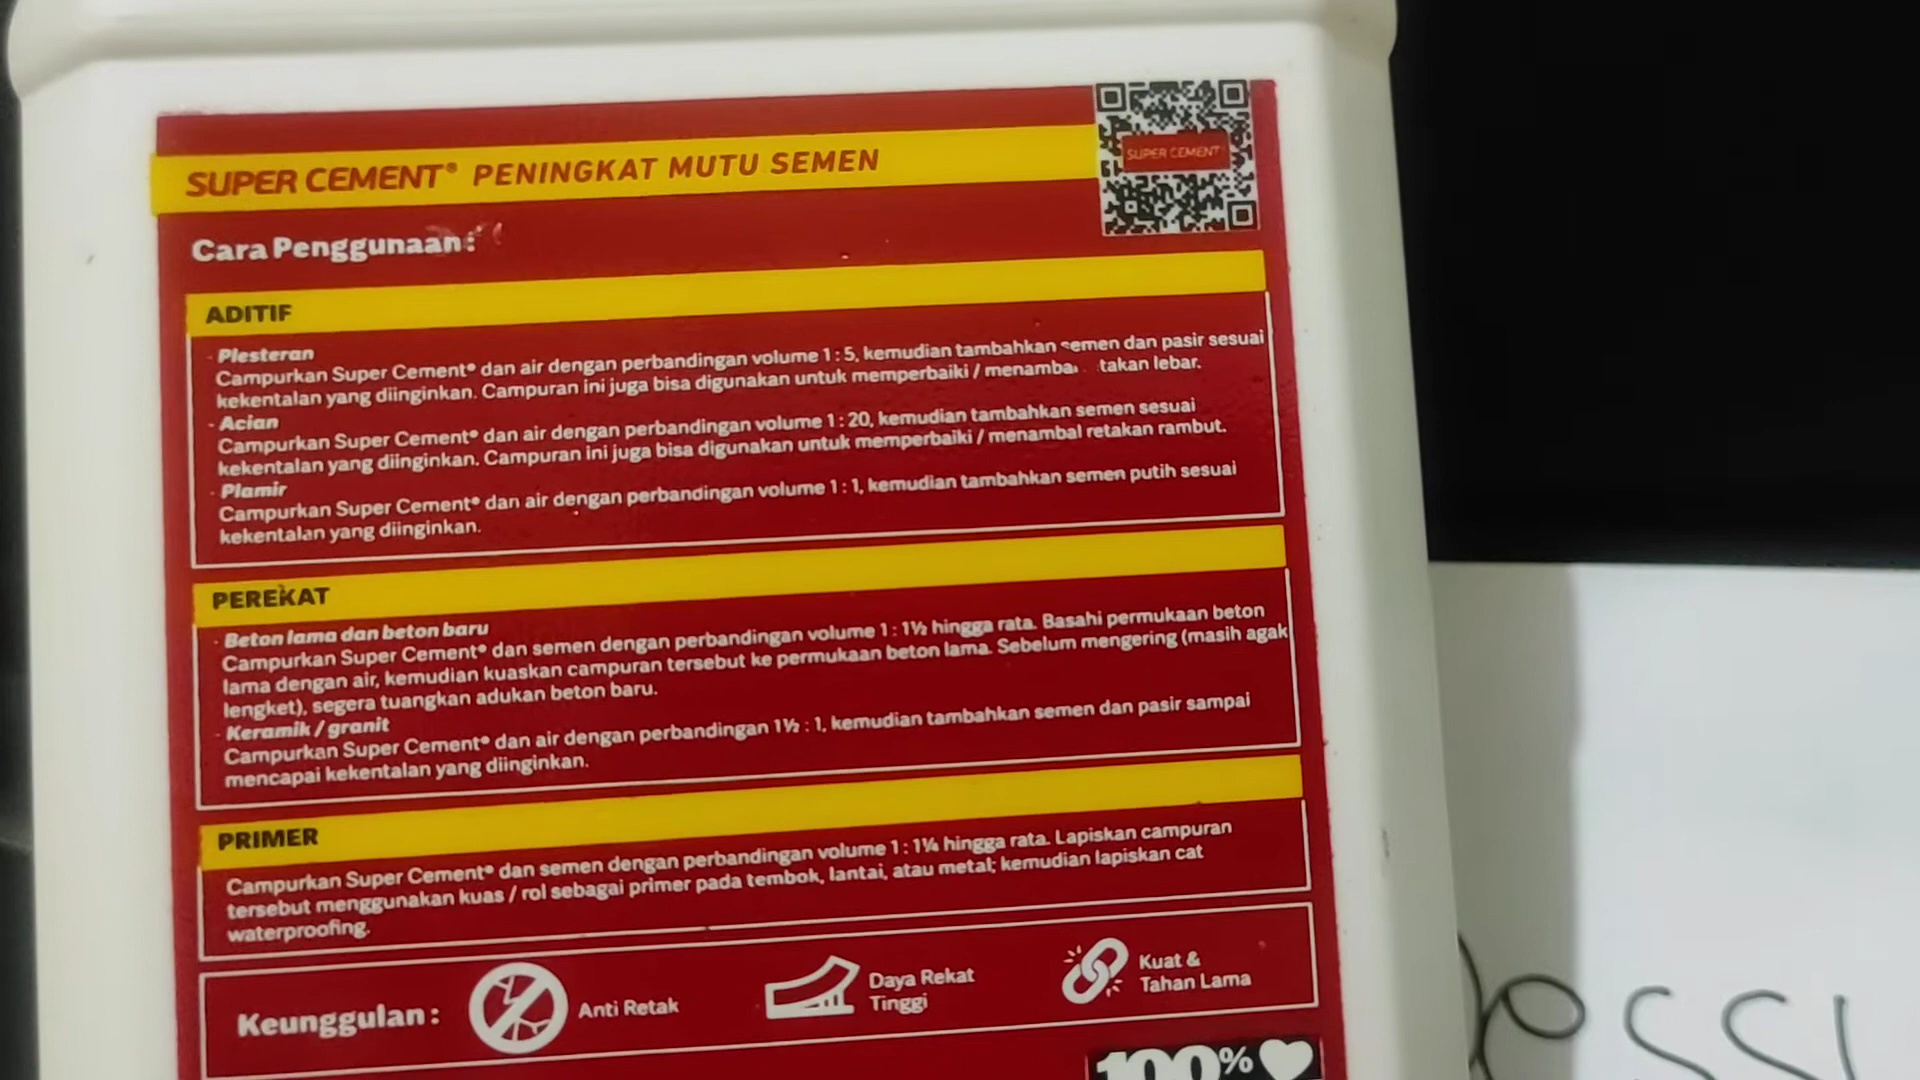 SUPER CEMENT® PENINGKAT MUTU SEMEN
SUPER CEMENT
Cara Penggunaan:
ADITIF
- Plesteran
Campurkan Super Cement® dan air dengan perbandingan volume 1 : 5, kemudian tambahkan semen dan pasir sesuai
kekentalan yang diinginkan. Campuran ini juga bisa digunakan untuk memperbaiki / menamba takan lebar.
- Acian
Campurkan Super Cement® dan air dengan perbandingan volume 1 : 20, kemudian tambahkan semen sesuai
kekentalan yang diinginkan. Campuran ini juga bisa digunakan untuk memperbaiki / menambal retakan rambut.
- Plamir
Campurkan Super Cement® dan air dengan perbandingan volume 1 : 1, kemudian tambahkan semen putih sesuai
kekentalan yang diinginkan.
PEREKAT
- Beton lama dan beton baru
Campurkan Super Cement® dan semen dengan perbandingan volume 1 : 1½ hingga rata. Basahi permukaan beton
lama dengan air, kemudian kuaskan campuran tersebut ke permukaan beton lama. Sebelum mengering (masih agak
lengket), segera tuangkan adukan beton baru.
- Keramik / granit
Campurkan Super Cement® dan air dengan perbandingan 1½ : 1, kemudian tambahkan semen dan pasir sampai
mencapai kekentalan yang diinginkan.
PRIMER
Campurkan Super Cement® dan semen dengan perbandingan volume 1 : 1¼ hingga rata. Lapiskan campuran
tersebut menggunakan kuas / rol sebagai primer pada tembok, lantai, atau metal; kemudian lapiskan cat
waterproofing.
Keunggulan :
Anti Retak
Daya Rekat
Tinggi
Kuat &
Tahan Lama
100%